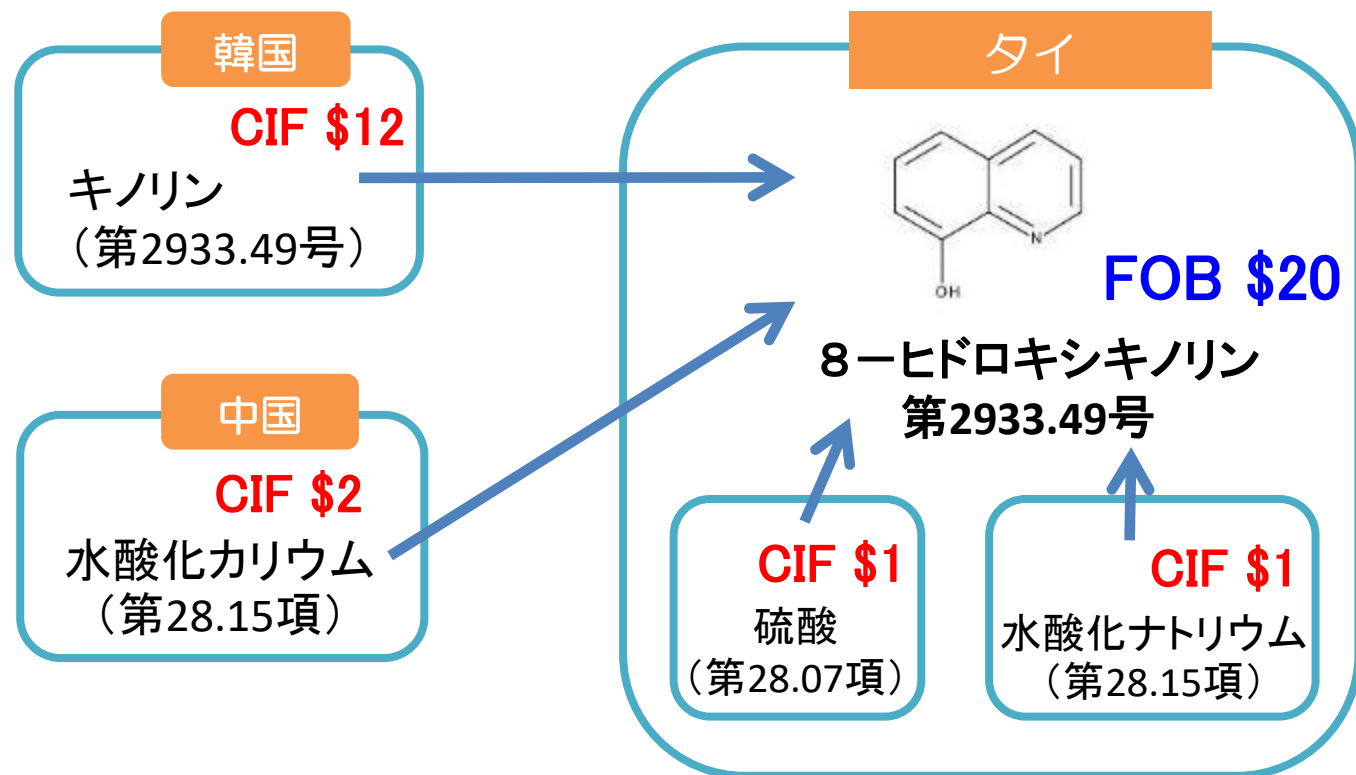 韓国
CIF $12
キノリン
（第2933.49号）
中国
CIF $2
水酸化カリウム
（第28.15項）
タイ
N
OH
FOB $20
８－ヒドロキシキノリン
第2933.49号
CIF $1
硫酸
（第28.07項）
CIF $1
水酸化ナトリウム
（第28.15項）